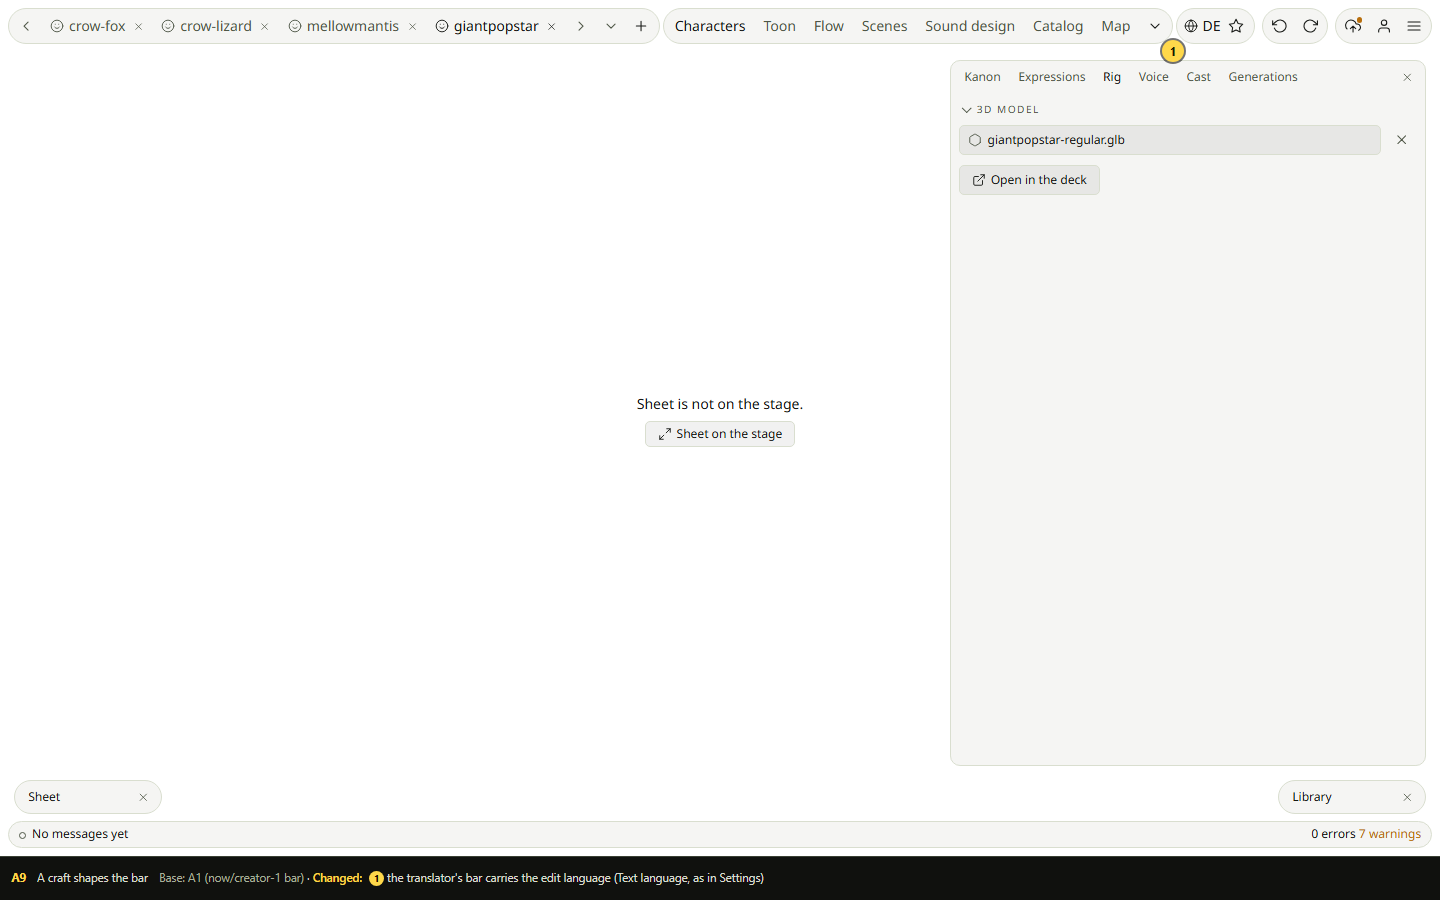 crow-fox crow-lizard mellowmantis giantpopstar Characters Toon Flow Scenes Sound design Catalog Map DE
1
Kanon Expressions Rig Voice Cast Generations
3D MODEL
giantpopstar-regular.glb
Open in the deck
Sheet is not on the stage.
Sheet on the stage
Sheet Library
No messages yet 0 errors 7 warnings
A9 A craft shapes the bar Base: A1 (now/creator-1 bar) · Changed: 1 the translator's bar carries the edit language (Text language, as in Settings)